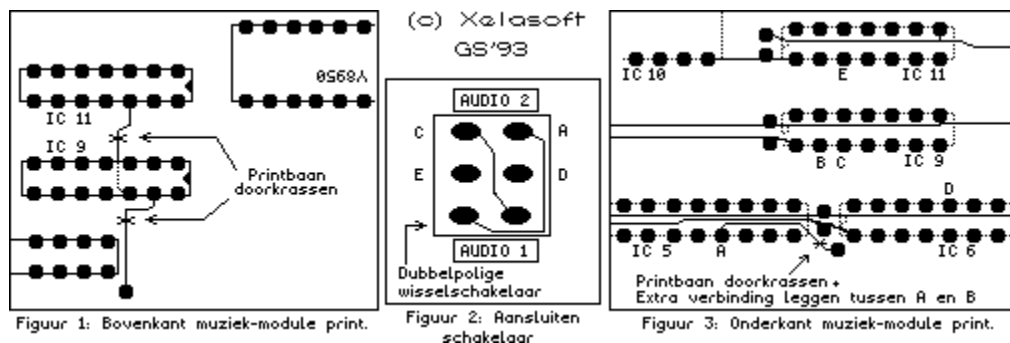 (c) Xelasoft
GS'93
Y8950
IC 11
IC 9
Printbaan
doorkrassen
Figuur 1: Bovenkant muziek-module print.
AUDIO 2
C
A
E
D
AUDIO 1
Dubbelpolige
wisselschakelaar
Figuur 2: Aansluiten
schakelaar
IC 10
E
IC 11
B C
IC 9
D
IC 5
A
IC 6
Printbaan doorkrassen +
Extra verbinding leggen tussen A en B
Figuur 3: Onderkant muziek-module print.